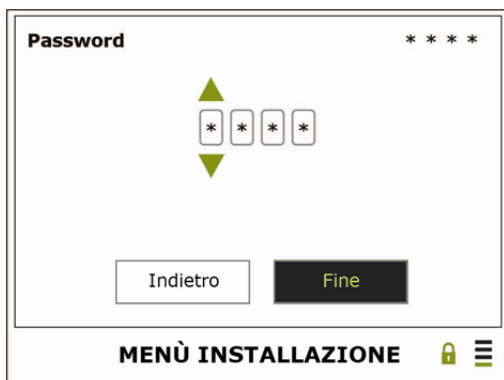 Password * * * *
* * * *
Indietro Fine
MENÙ INSTALLAZIONE